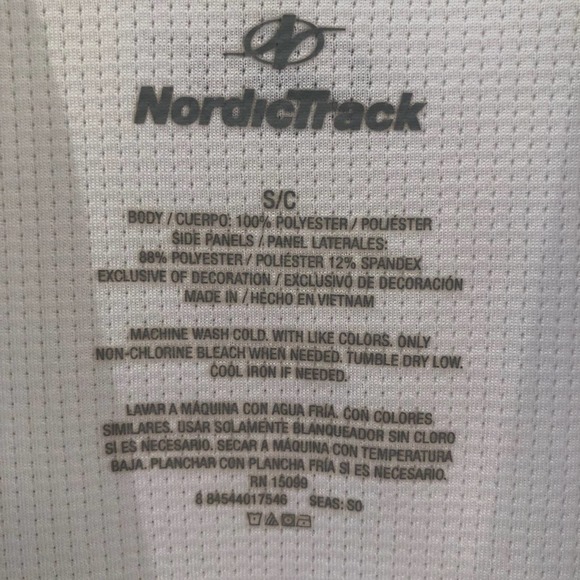 NordicTrack
S/C
BODY / CUERPO: 100% POLYESTER / POLIÉSTER
SIDE PANELS / PANEL LATERALES:
88% POLYESTER / POLIÉSTER 12% SPANDEX
EXCLUSIVE OF DECORATION / EXCLUSIVO DE DECORACIÓN
MADE IN / HECHO EN VIETNAM
MACHINE WASH COLD. WITH LIKE COLORS. ONLY
NON-CHLORINE BLEACH WHEN NEEDED. TUMBLE DRY LOW.
COOL IRON IF NEEDED.
LAVAR A MÁQUINA CON AGUA FRÍA. CON COLORES
SIMILARES. USAR SOLAMENTE BLANQUEADOR SIN CLORO
SI ES NECESARIO. SECAR A MÁQUINA CON TEMPERATURA
BAJA. PLANCHAR CON PLANCHA FRÍA SI ES NECESARIO.
RN 15099
8 84544017546 SEAS: SO